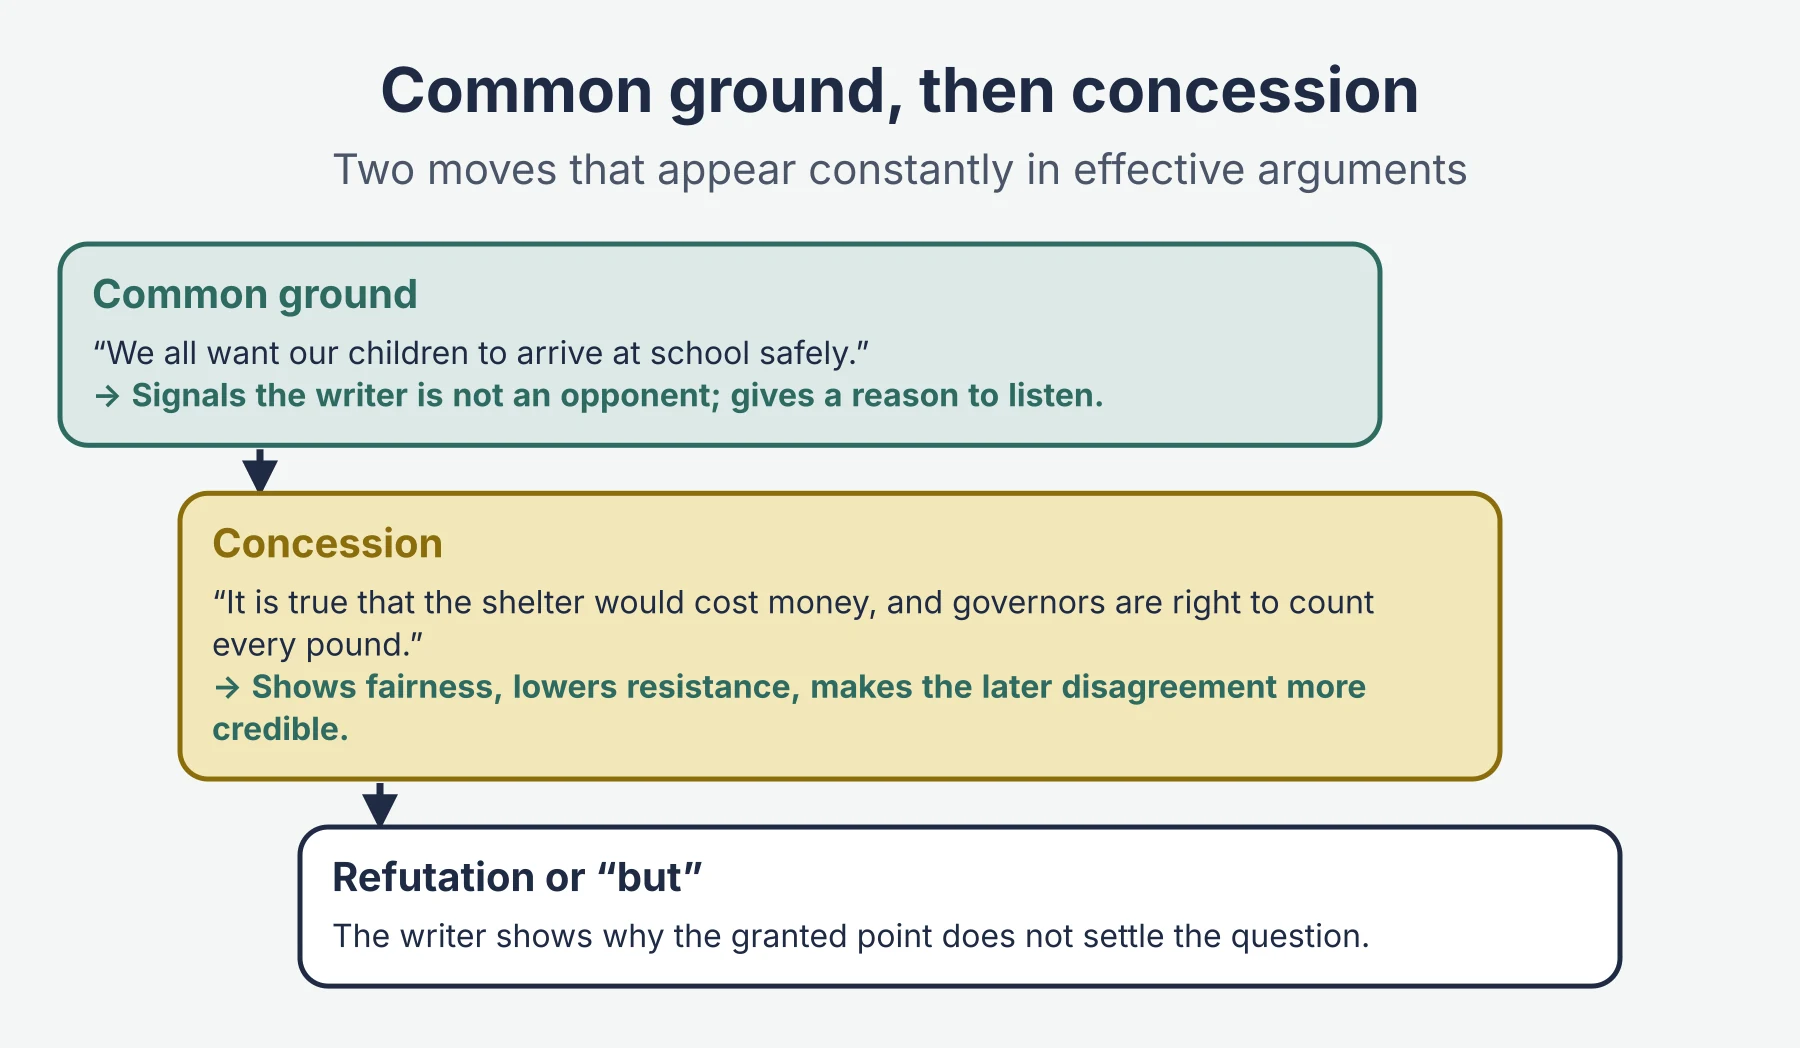 Common ground, then concession
Two moves that appear constantly in effective arguments
Common ground
“We all want our children to arrive at school safely.”
→ Signals the writer is not an opponent; gives a reason to listen.
Concession
“It is true that the shelter would cost money, and governors are right to count
every pound.”
→ Shows fairness, lowers resistance, makes the later disagreement more
credible.
Refutation or “but”
The writer shows why the granted point does not settle the question.